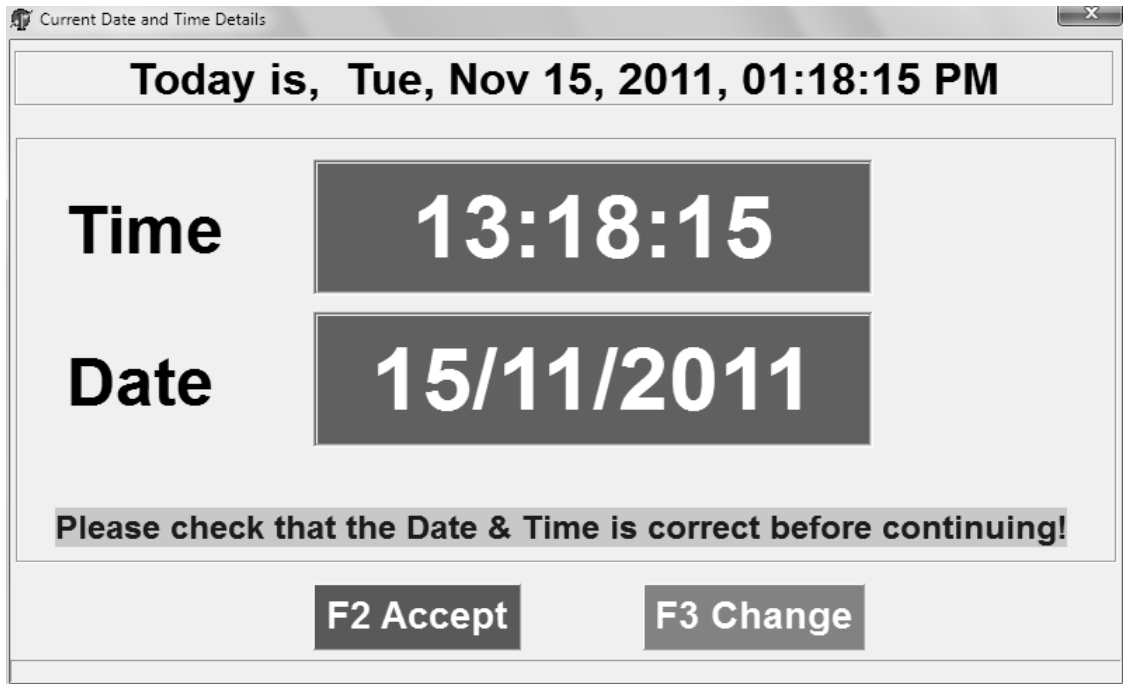 Current Date and Time Details
Today is, Tue, Nov 15, 2011, 01:18:15 PM
Time 13:18:15
Date 15/11/2011
Please check that the Date & Time is correct before continuing!
F2 Accept F3 Change